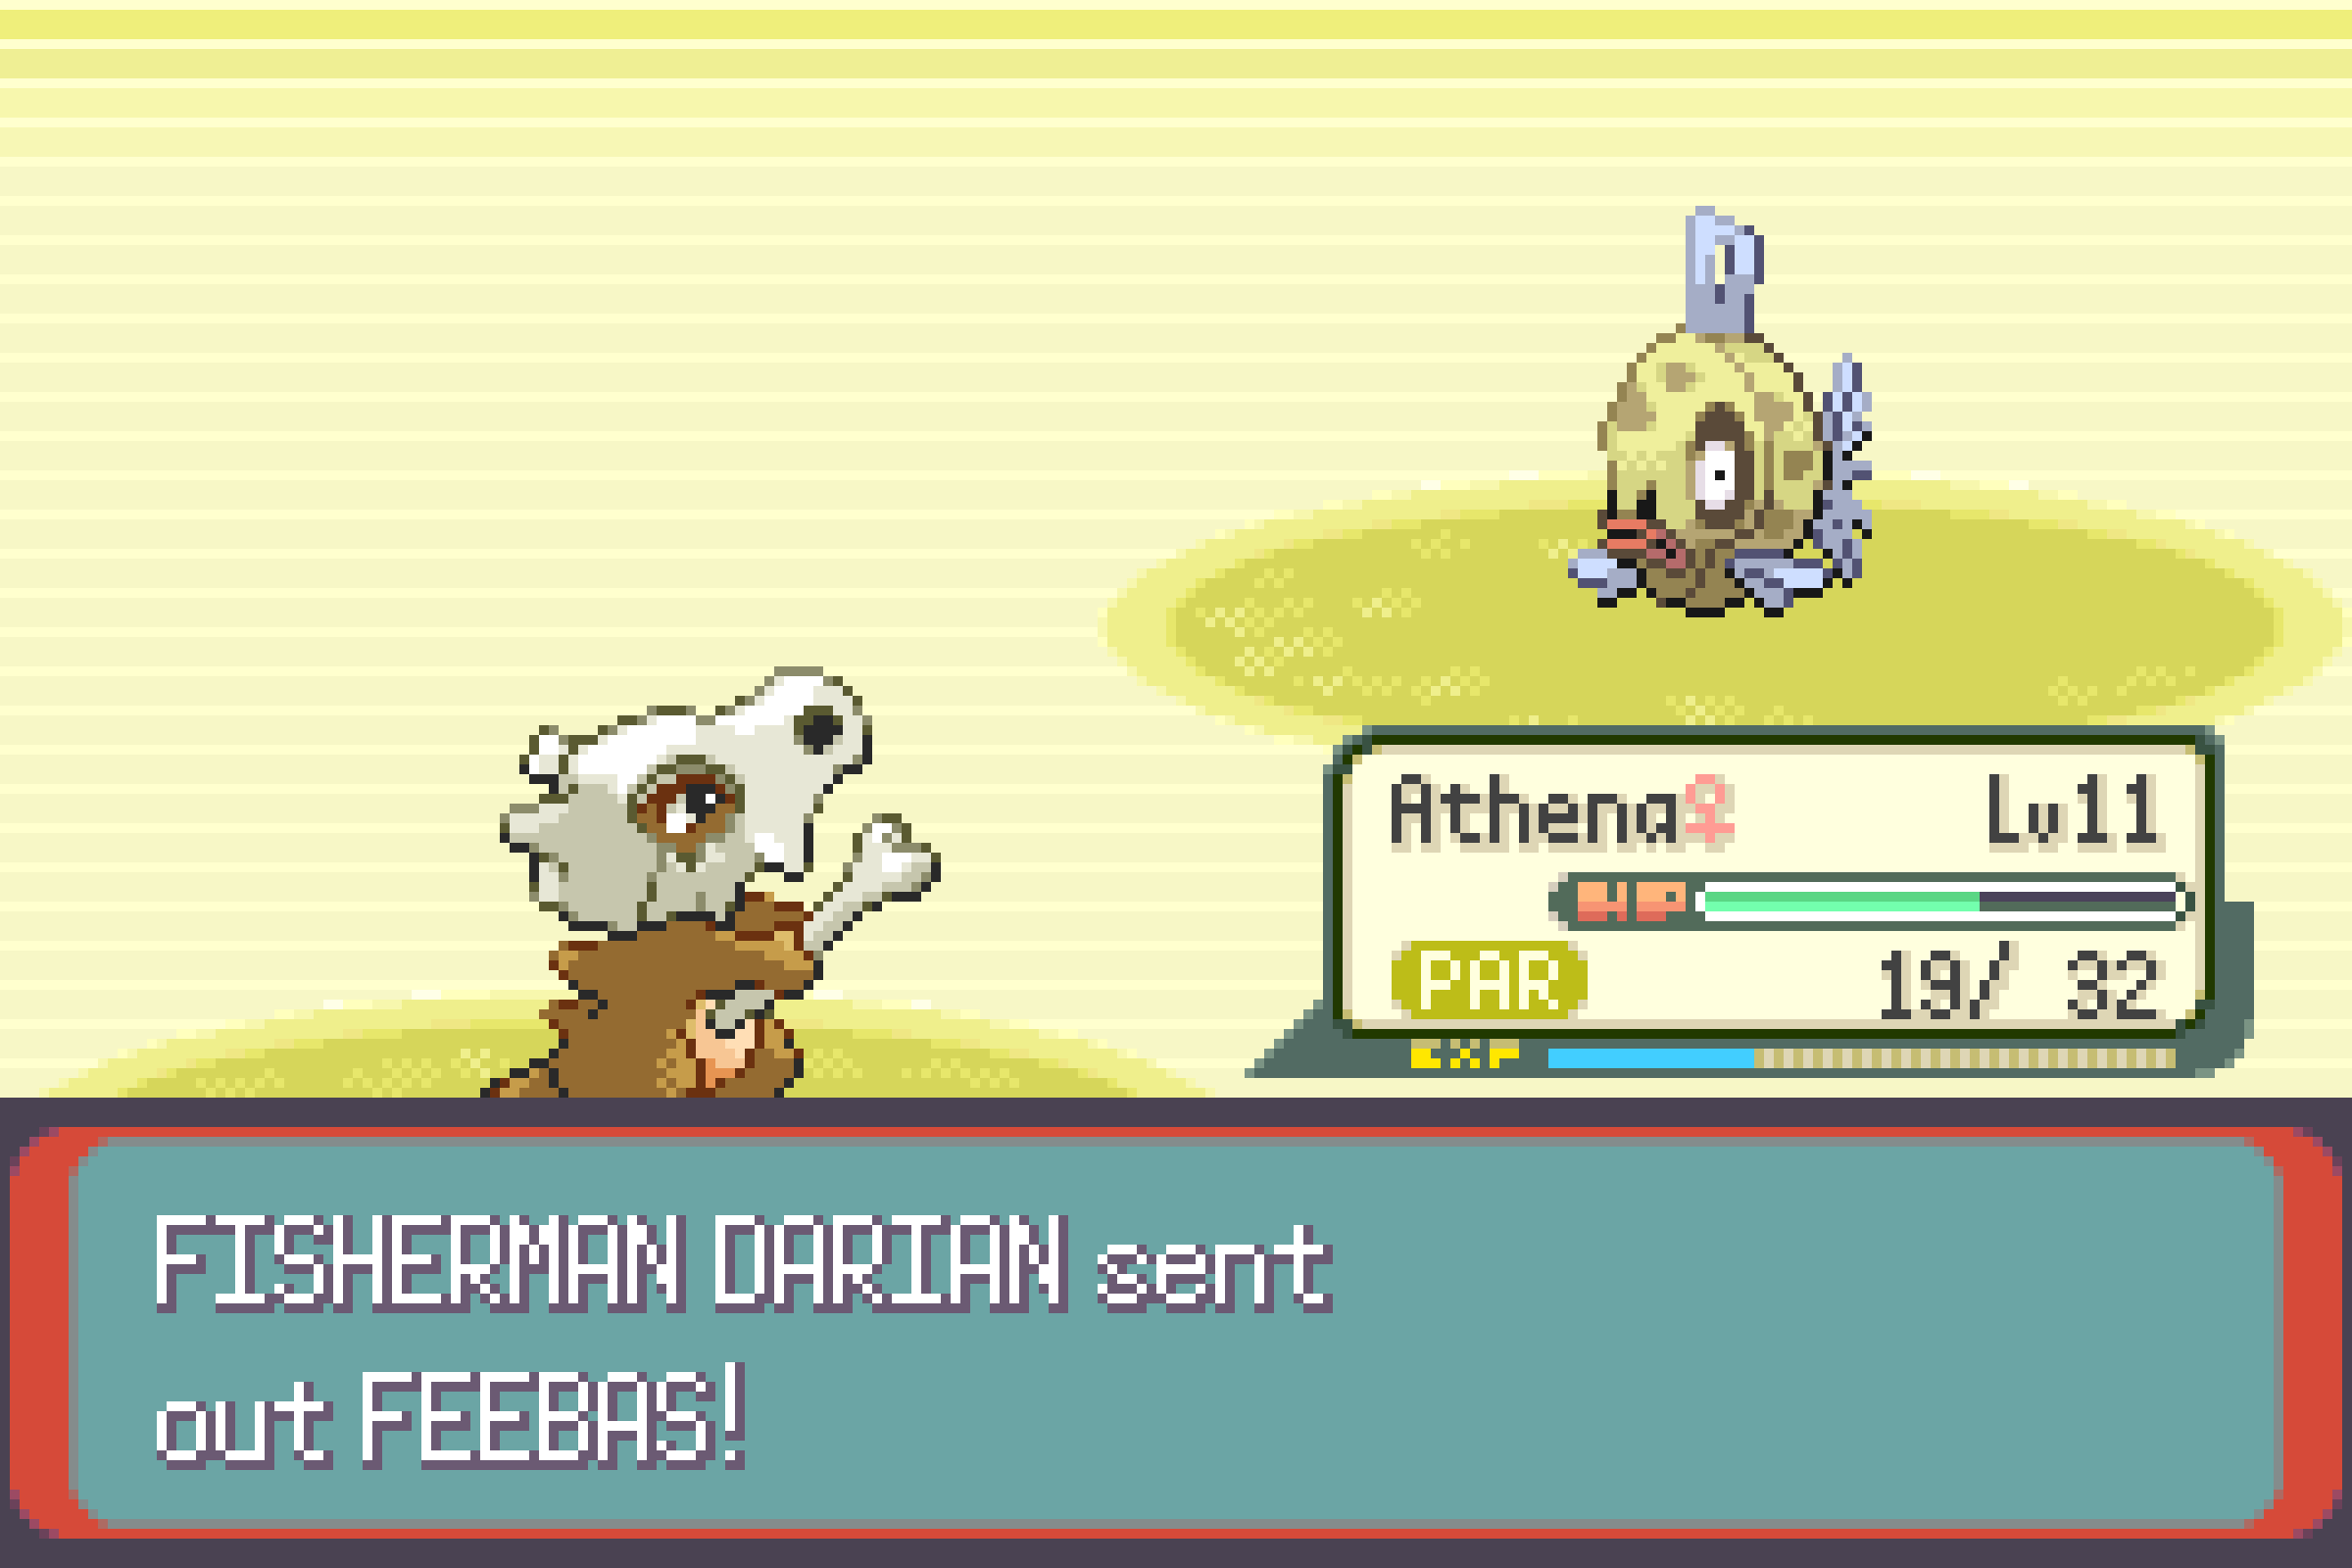 Athena♀ Lv11
HP
PAR 19/ 32
EXP
FISHERMAN DARIAN sent
out FEEBAS!